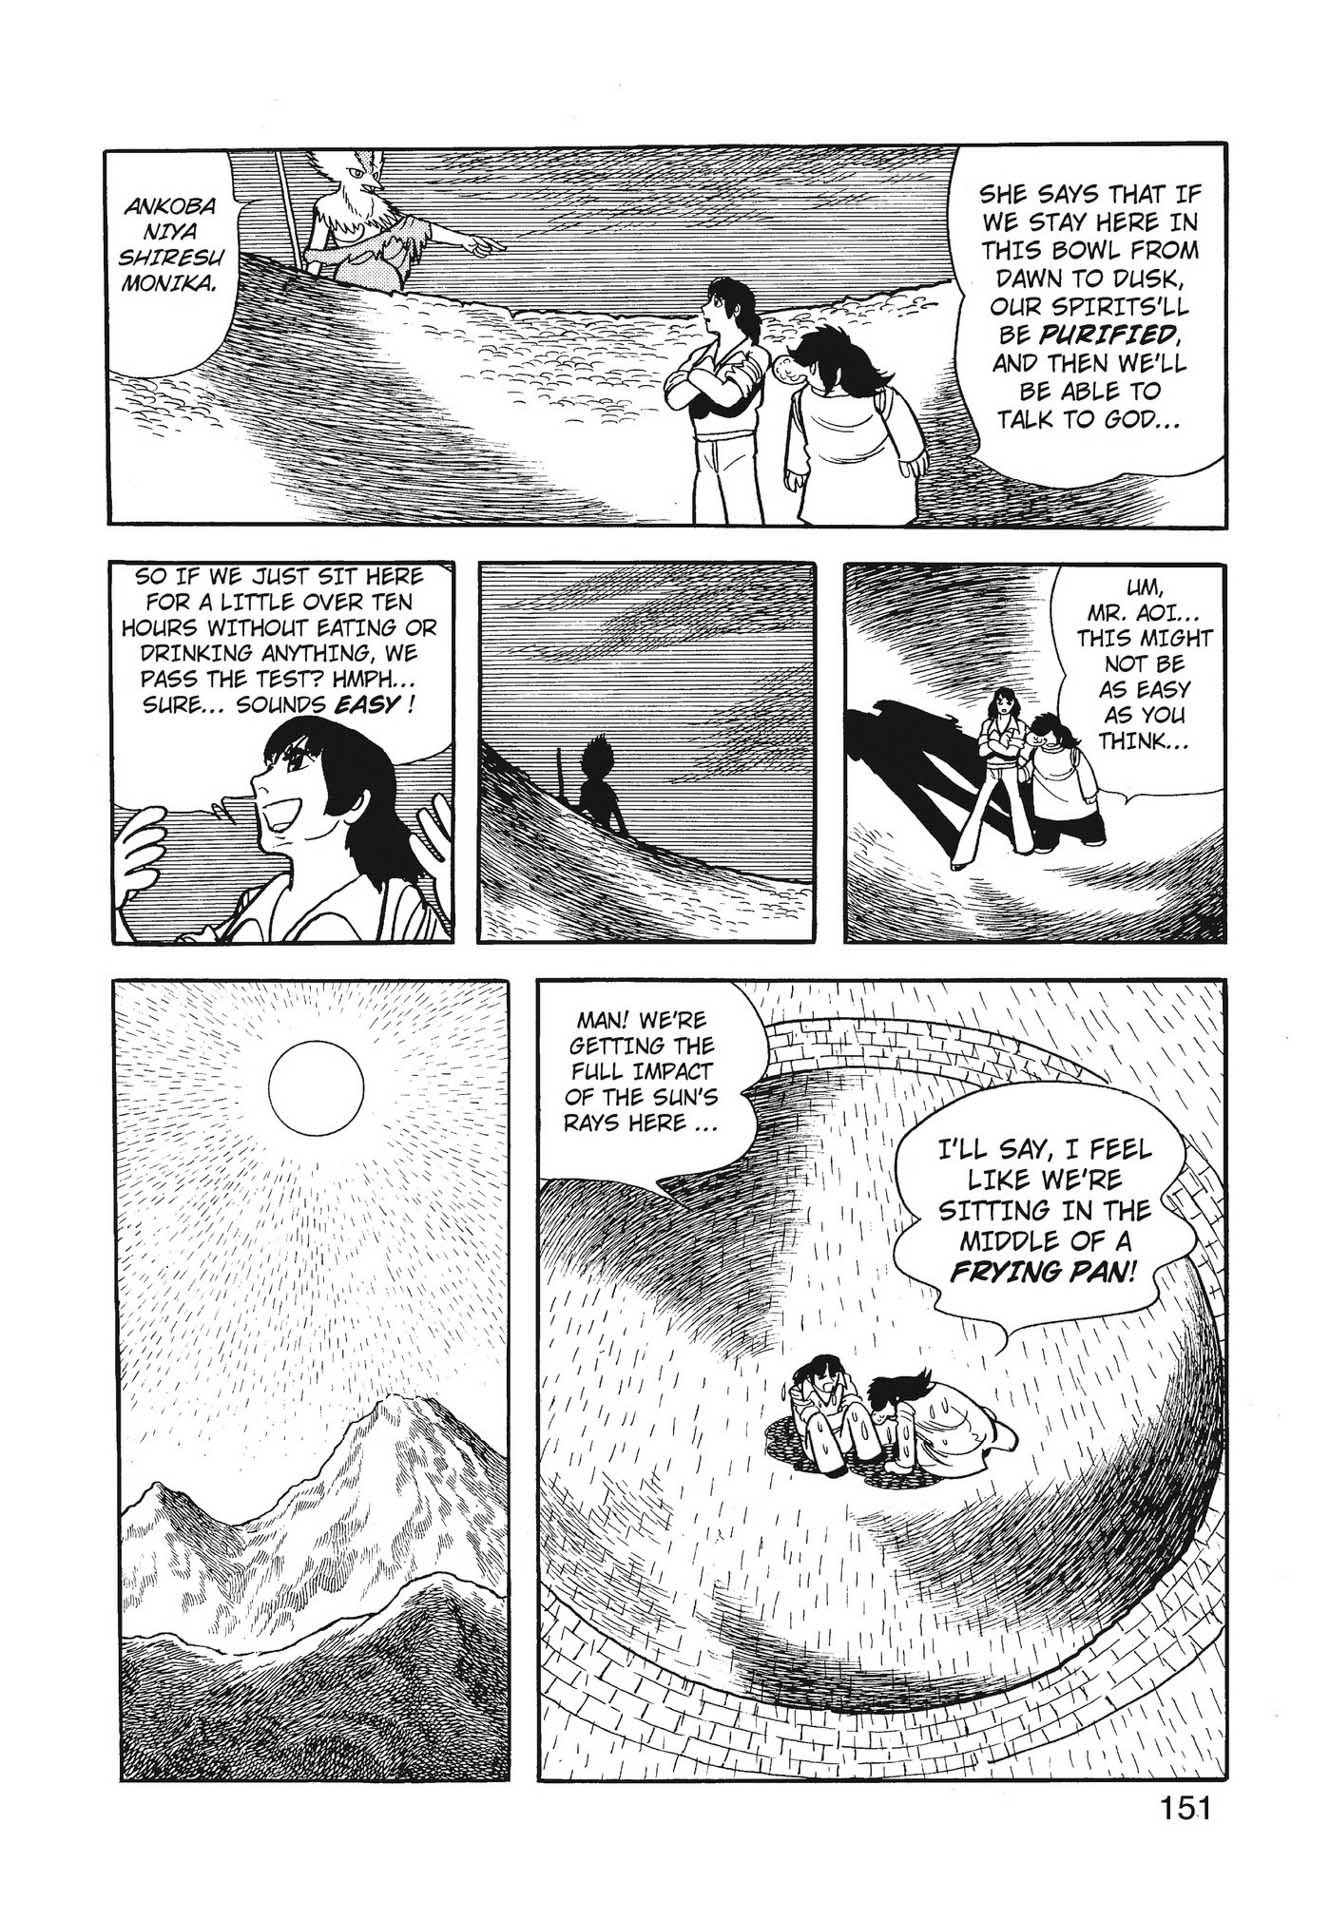 ANKOBA
NIYA
SHIRESU
MONIKA.
SHE SAYS THAT IF
WE STAY HERE IN
THIS BOWL FROM
DAWN TO DUSK,
OUR SPIRITS'LL
BE PURIFIED,
AND THEN WE'LL
BE ABLE TO
TALK TO GOD...
SO IF WE JUST SIT HERE
FOR A LITTLE OVER TEN
HOURS WITHOUT EATING OR
DRINKING ANYTHING, WE
PASS THE TEST? HMPH...
SURE... SOUNDS EASY!
UM,
MR. AOI...
THIS MIGHT
NOT BE
AS EASY
AS YOU
THINK...
MAN! WE'RE
GETTING THE
FULL IMPACT
OF THE SUN'S
RAYS HERE ...
I'LL SAY, I FEEL
LIKE WE'RE
SITTING IN THE
MIDDLE OF A
FRYING PAN!
151